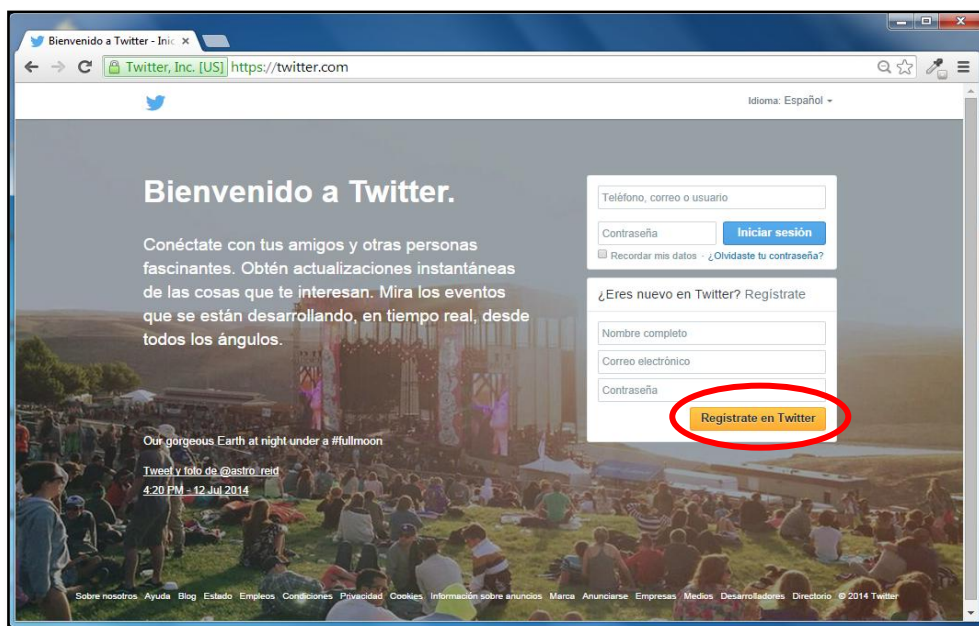 Bienvenido a Twitter - Inic
Twitter, Inc. [US] https://twitter.com
Idioma: Español
Bienvenido a Twitter.
Conéctate con tus amigos y otras personas
fascinantes. Obtén actualizaciones instantáneas
de las cosas que te interesan. Mira los eventos
que se están desarrollando, en tiempo real, desde
todos los ángulos.
Our gorgeous Earth at night under a #fullmoon
Tweet y foto de @astro_reid
4:20 PM - 12 Jul 2014
Teléfono, correo o usuario
Contraseña
Iniciar sesión
Recordar mis datos · ¿Olvidaste tu contraseña?
¿Eres nuevo en Twitter? Regístrate
Nombre completo
Correo electrónico
Contraseña
Regístrate en Twitter
Sobre nosotros Ayuda Blog Estado Empleos Condiciones Privacidad Cookies Información sobre anuncios Marca Anunciarse Empresas Medios Desarrolladores Directorio © 2014 Twitter